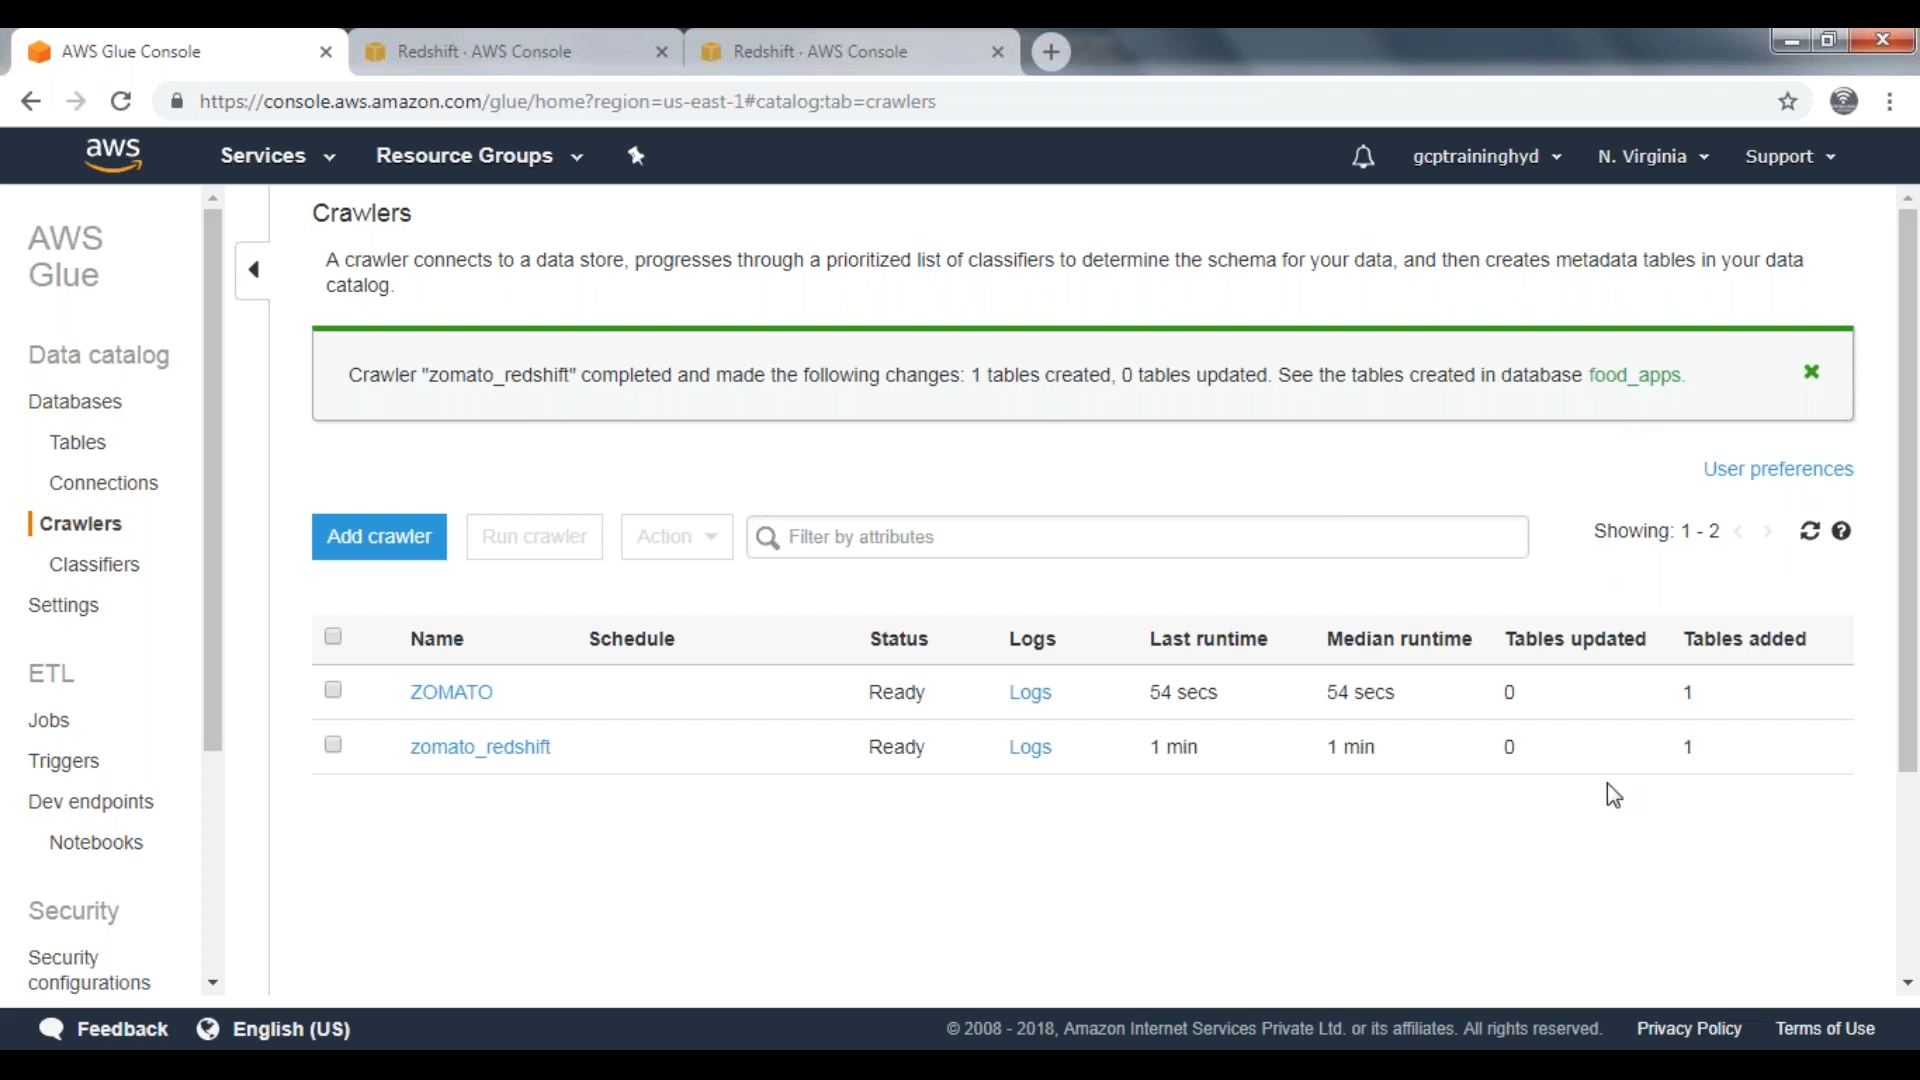 AWS Glue Console
Redshift · AWS Console
Redshift · AWS Console
https://console.aws.amazon.com/glue/home?region=us-east-1#catalog:tab=crawlers
aws
Services
Resource Groups
gcptraininghyd
N. Virginia
Support
AWS
Glue
Data catalog
Databases
Tables
Connections
Crawlers
Classifiers
Settings
ETL
Jobs
Triggers
Dev endpoints
Notebooks
Security
Security
configurations
Crawlers
A crawler connects to a data store, progresses through a prioritized list of classifiers to determine the schema for your data, and then creates metadata tables in your data
catalog.
Crawler "zomato_redshift" completed and made the following changes: 1 tables created, 0 tables updated. See the tables created in database food_apps.
User preferences
Add crawler
Run crawler
Action
Filter by attributes
Showing: 1 - 2
Name Schedule Status Logs Last runtime Median runtime Tables updated Tables added
ZOMATO Ready Logs 54 secs 54 secs 0 1
zomato_redshift Ready Logs 1 min 1 min 0 1
Feedback
English (US)
© 2008 - 2018, Amazon Internet Services Private Ltd. or its affiliates. All rights reserved.
Privacy Policy
Terms of Use